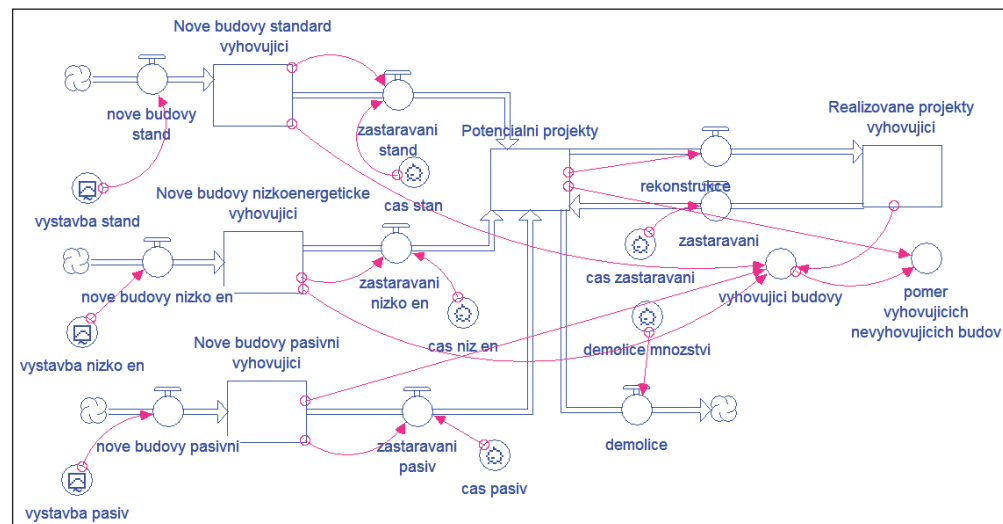 Nove budovy standard
vyhovujici
nove budovy
stand
zastaravani
stand
Potencialni projekty
Realizovane projekty
vyhovujici
vystavba stand
cas stan
rekonstrukce
zastaravani
cas zastaravani
Nove budovy nizkoenergeticke
vyhovujici
nove budovy nizko en
zastaravani
nizko en
vyhovujici budovy
pomer
vyhovujicich
nevyhovujicich budov
vystavba nizko en
cas niz en
demolice mnozstvi
Nove budovy pasivni
vyhovujici
nove budovy pasivni
zastaravani
pasiv
demolice
vystavba pasiv
cas pasiv